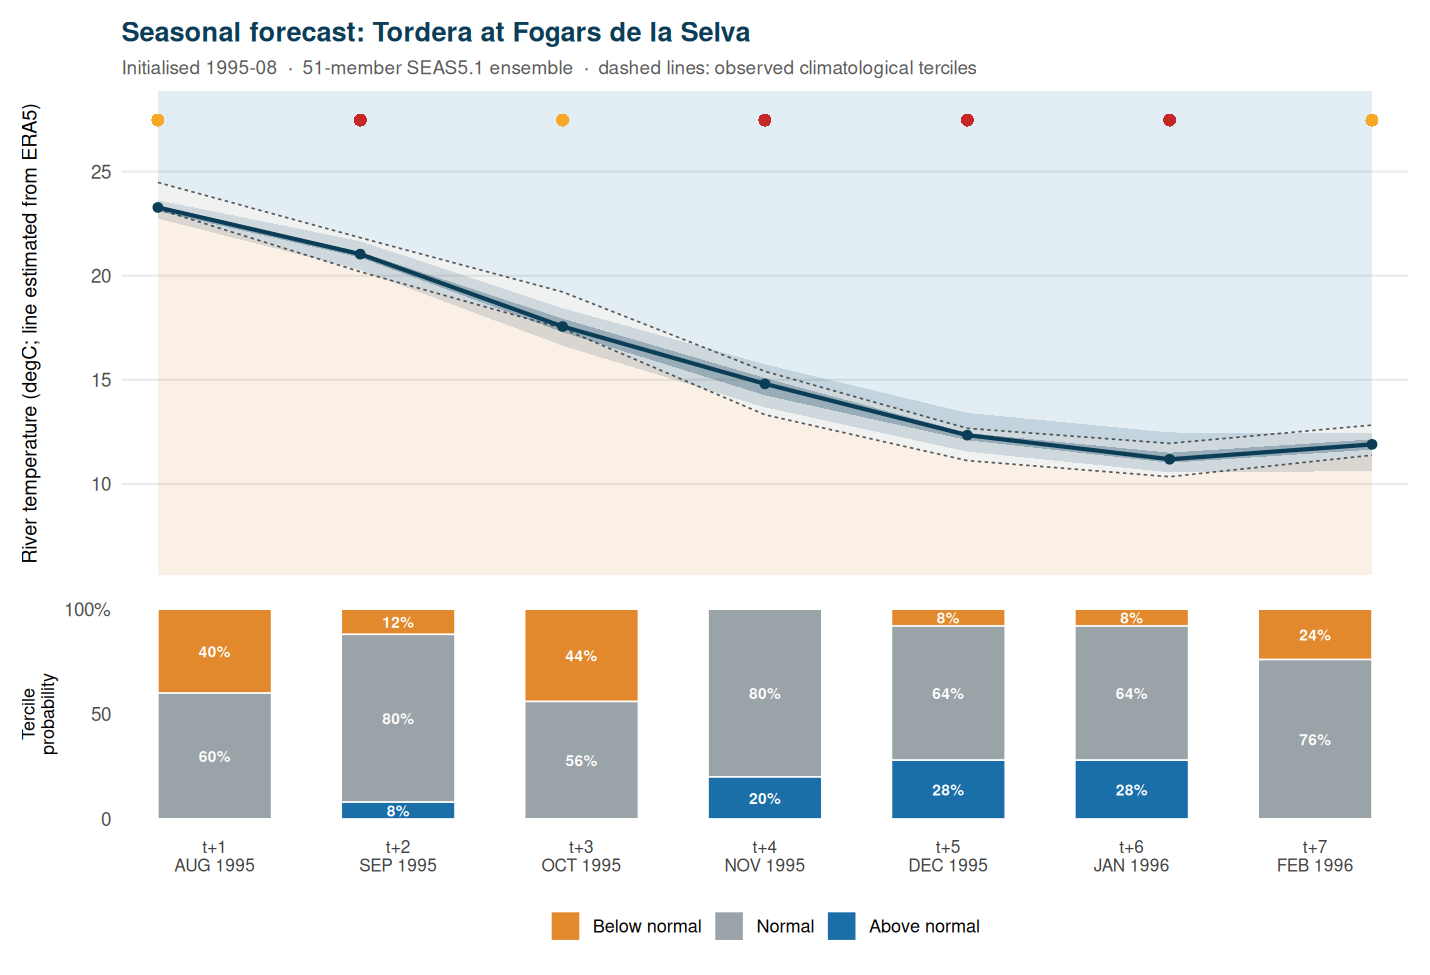 Seasonal forecast: Tordera at Fogars de la Selva
Initialised 1995-08 · 51-member SEAS5.1 ensemble · dashed lines: observed climatological terciles
River temperature (degC; line estimated from ERA5)
25
20
15
10
Tercile
probability
100%
50
0
40%
60%
12%
80%
8%
44%
56%
80%
20%
8%
64%
28%
8%
64%
28%
24%
76%
t+1
AUG 1995
t+2
SEP 1995
t+3
OCT 1995
t+4
NOV 1995
t+5
DEC 1995
t+6
JAN 1996
t+7
FEB 1996
Below normal
Normal
Above normal